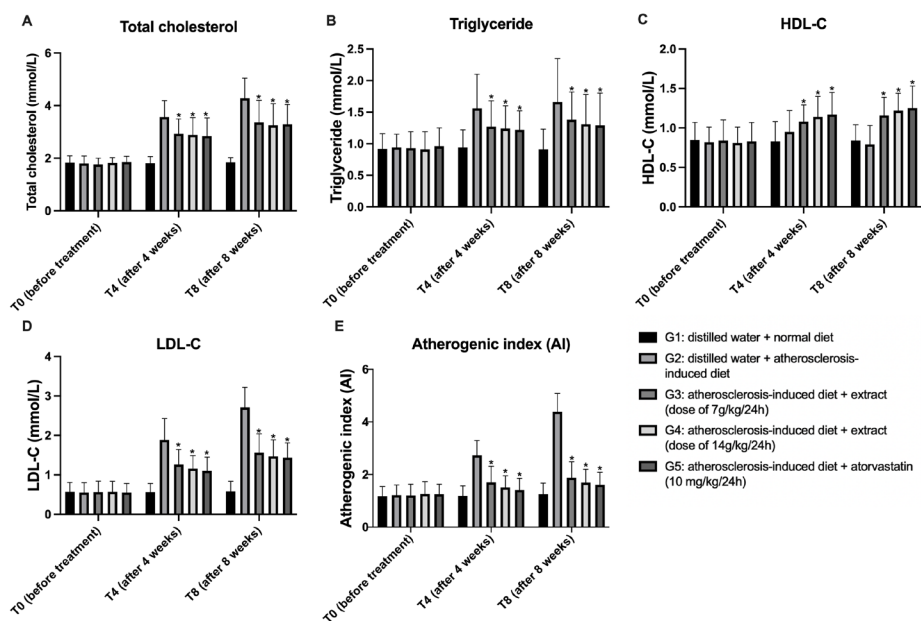 A
Total cholesterol
Total cholesterol (mmol/L)
6
4
2
0
T0 (before treatment)
T4 (after 4 weeks)
T8 (after 8 weeks)
* * *
* * *
B
Triglyceride
Triglyceride (mmol/L)
2.5
2.0
1.5
1.0
0.5
0.0
T0 (before treatment)
T4 (after 4 weeks)
T8 (after 8 weeks)
* * *
* * *
C
HDL-C
HDL-C (mmol/L)
2.0
1.5
1.0
0.5
0.0
T0 (before treatment)
T4 (after 4 weeks)
T8 (after 8 weeks)
* * *
* * *
D
LDL-C
LDL-C (mmol/L)
4
3
2
1
0
T0 (before treatment)
T4 (after 4 weeks)
T8 (after 8 weeks)
* * *
* * *
E
Atherogenic index (AI)
Atherogenic index (AI)
6
4
2
0
T0 (before treatment)
T4 (after 4 weeks)
T8 (after 8 weeks)
* * *
* * *
G1: distilled water + normal diet
G2: distilled water + atherosclerosis-
induced diet
G3: atherosclerosis-induced diet + extract
(dose of 7g/kg/24h)
G4: atherosclerosis-induced diet + extract
(dose of 14g/kg/24h)
G5: atherosclerosis-induced diet + atorvastatin
(10 mg/kg/24h)